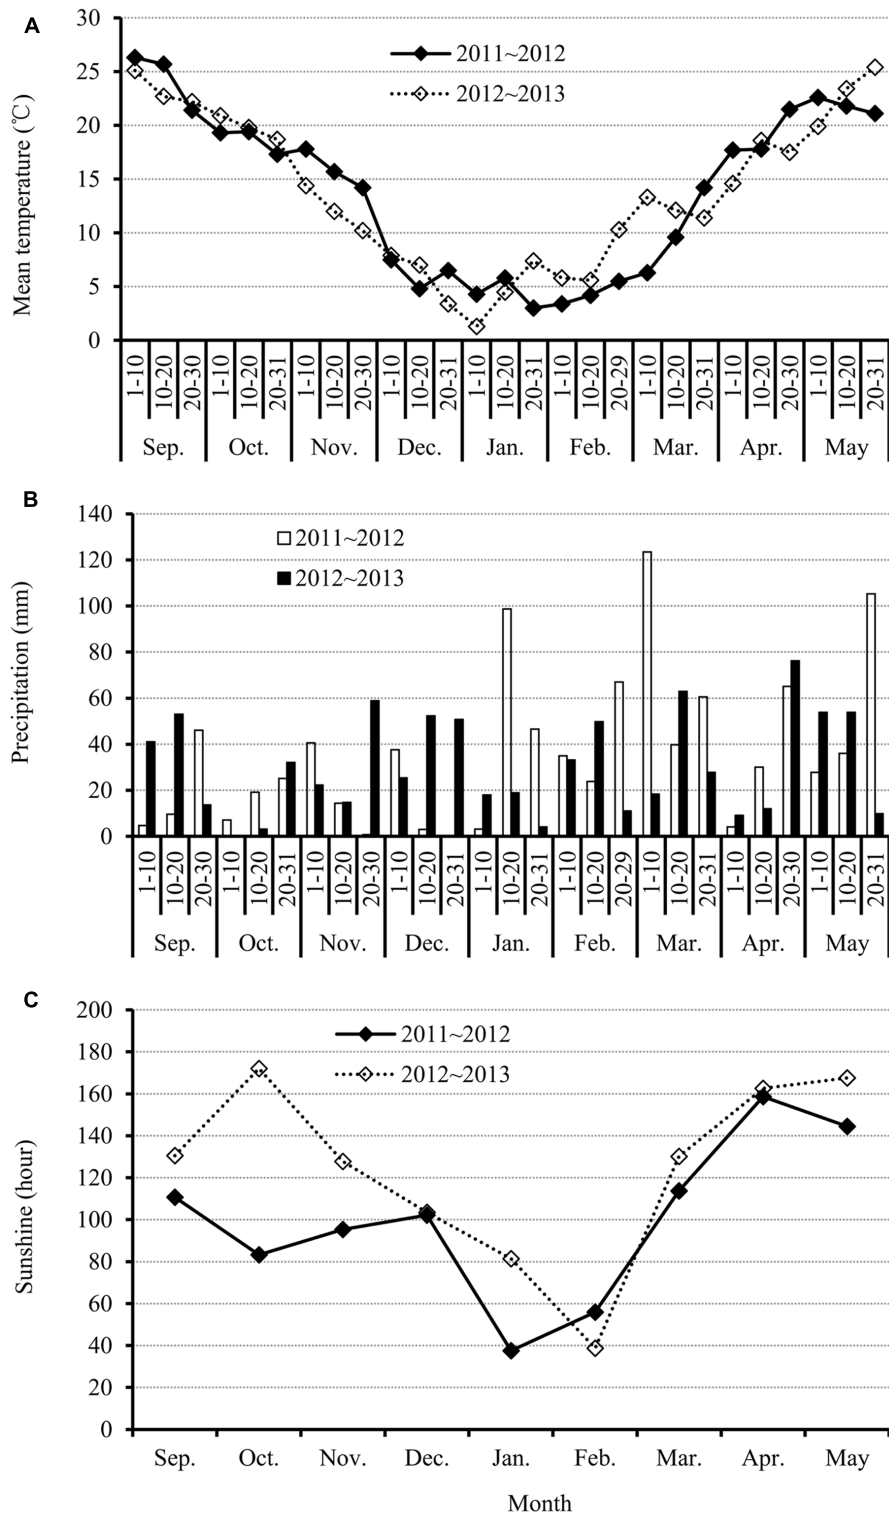 A
Mean temperature (℃)
30
25
20
15
10
5
0
2011~2012
2012~2013
1-10 10-20 20-30 1-10 10-20 20-31 1-10 10-20 20-30 1-10 10-20 20-31 1-10 10-20 20-31 1-10 10-20 20-29 1-10 10-20 20-31 1-10 10-20 20-30 1-10 10-20 20-31
Sep. Oct. Nov. Dec. Jan. Feb. Mar. Apr. May
B
Precipitation (mm)
140
120
100
80
60
40
20
0
2011~2012
2012~2013
1-10 10-20 20-30 1-10 10-20 20-31 1-10 10-20 20-30 1-10 10-20 20-31 1-10 10-20 20-31 1-10 10-20 20-29 1-10 10-20 20-31 1-10 10-20 20-30 1-10 10-20 20-31
Sep. Oct. Nov. Dec. Jan. Feb. Mar. Apr. May
C
Sunshine (hour)
200
180
160
140
120
100
80
60
40
20
0
2011~2012
2012~2013
Sep. Oct. Nov. Dec. Jan. Feb. Mar. Apr. May
Month